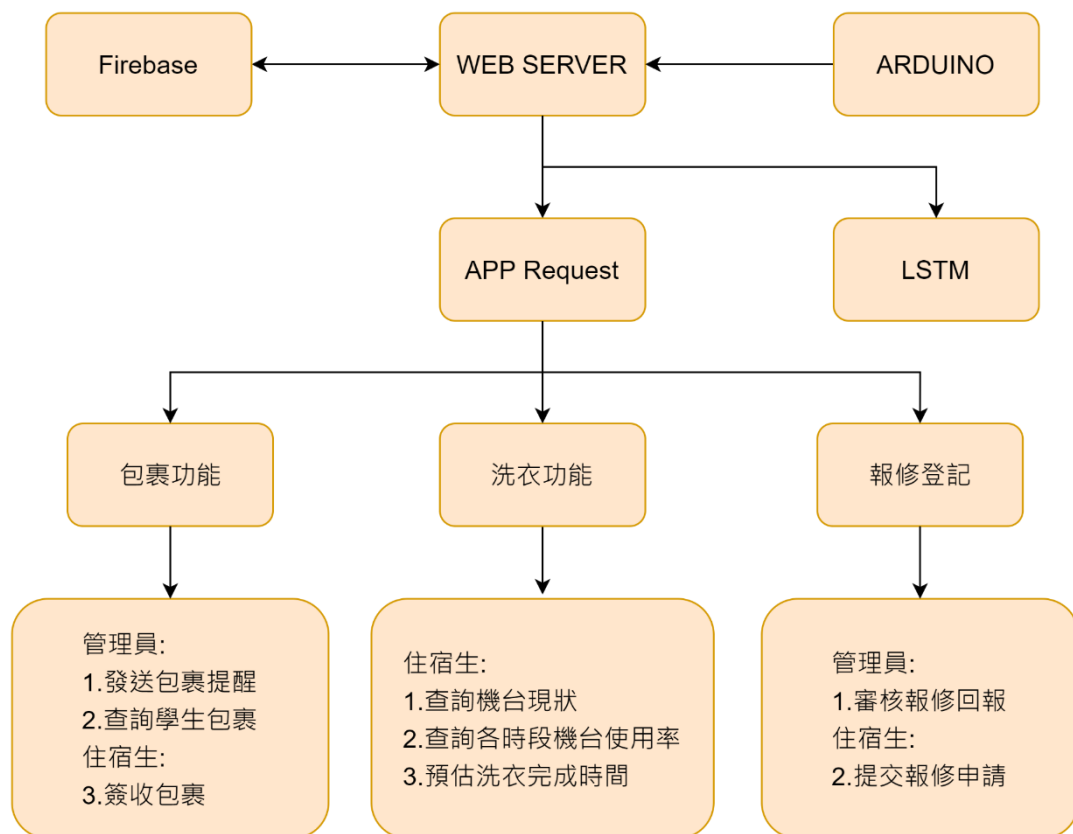 Firebase
WEB SERVER
ARDUINO
APP Request
LSTM
包裹功能
洗衣功能
報修登記
管理員:
1.發送包裹提醒
2.查詢學生包裹
住宿生:
3.簽收包裹
住宿生:
1.查詢機台現狀
2.查詢各時段機台使用率
3.預估洗衣完成時間
管理員:
1.審核報修回報
住宿生:
2.提交報修申請